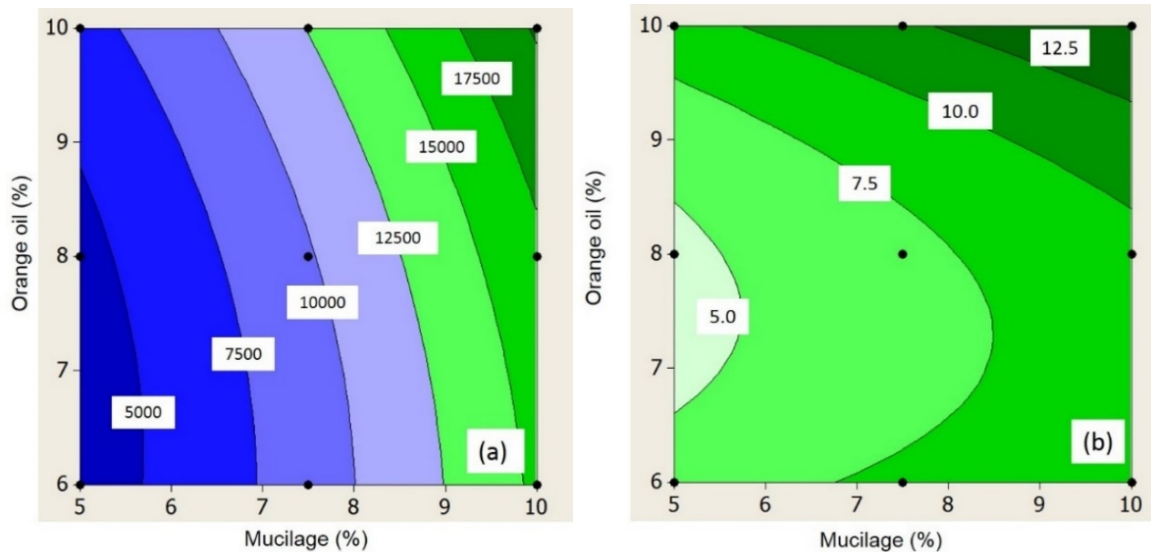 10
9
8
7
6
Orange oil (%)
17500
15000
12500
10000
7500
5000
(a)
5 6 7 8 9 10
Mucilage (%)
10
9
8
7
6
Orange oil (%)
12.5
10.0
7.5
5.0
(b)
5 6 7 8 9 10
Mucilage (%)